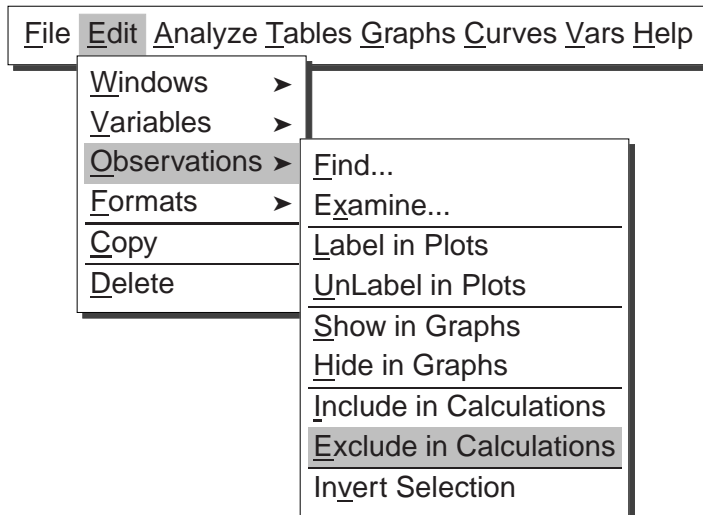 File Edit Analyze Tables Graphs Curves Vars Help
Windows ➤
Variables ➤
Observations ➤
Formats ➤
Copy
Delete
Find...
Examine...
Label in Plots
UnLabel in Plots
Show in Graphs
Hide in Graphs
Include in Calculations
Exclude in Calculations
Invert Selection